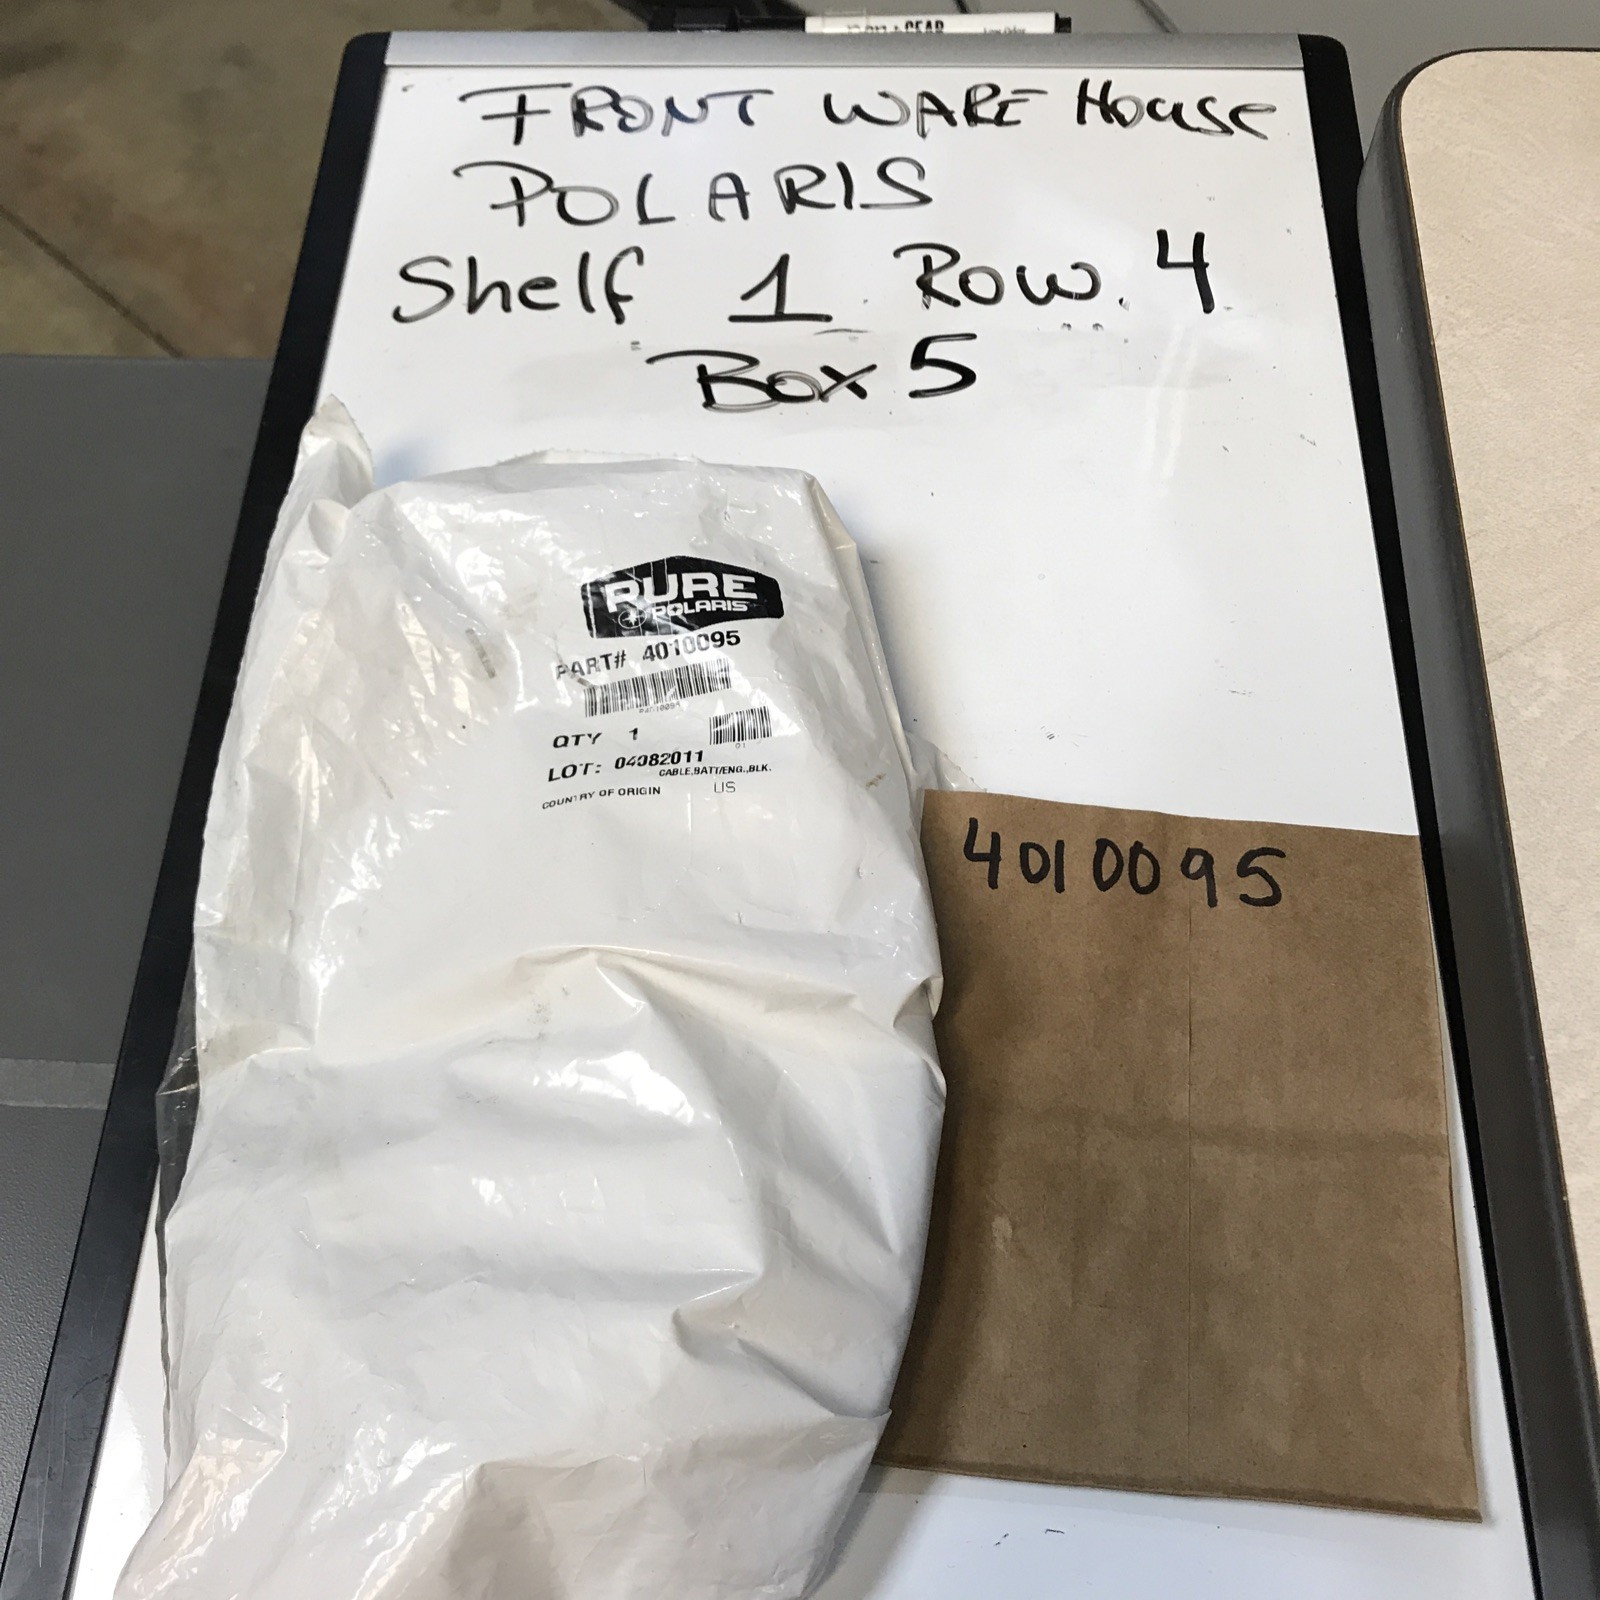 FRONT WARE House
POLARIS
Shelf 1 Row. 4
Box 5
PURE
POLARIS
PART# 4010095
QTY 1
01
LOT: 04082011
CABLE,BATT/ENG.,BLK.
COUNTRY OF ORIGIN US
4010095